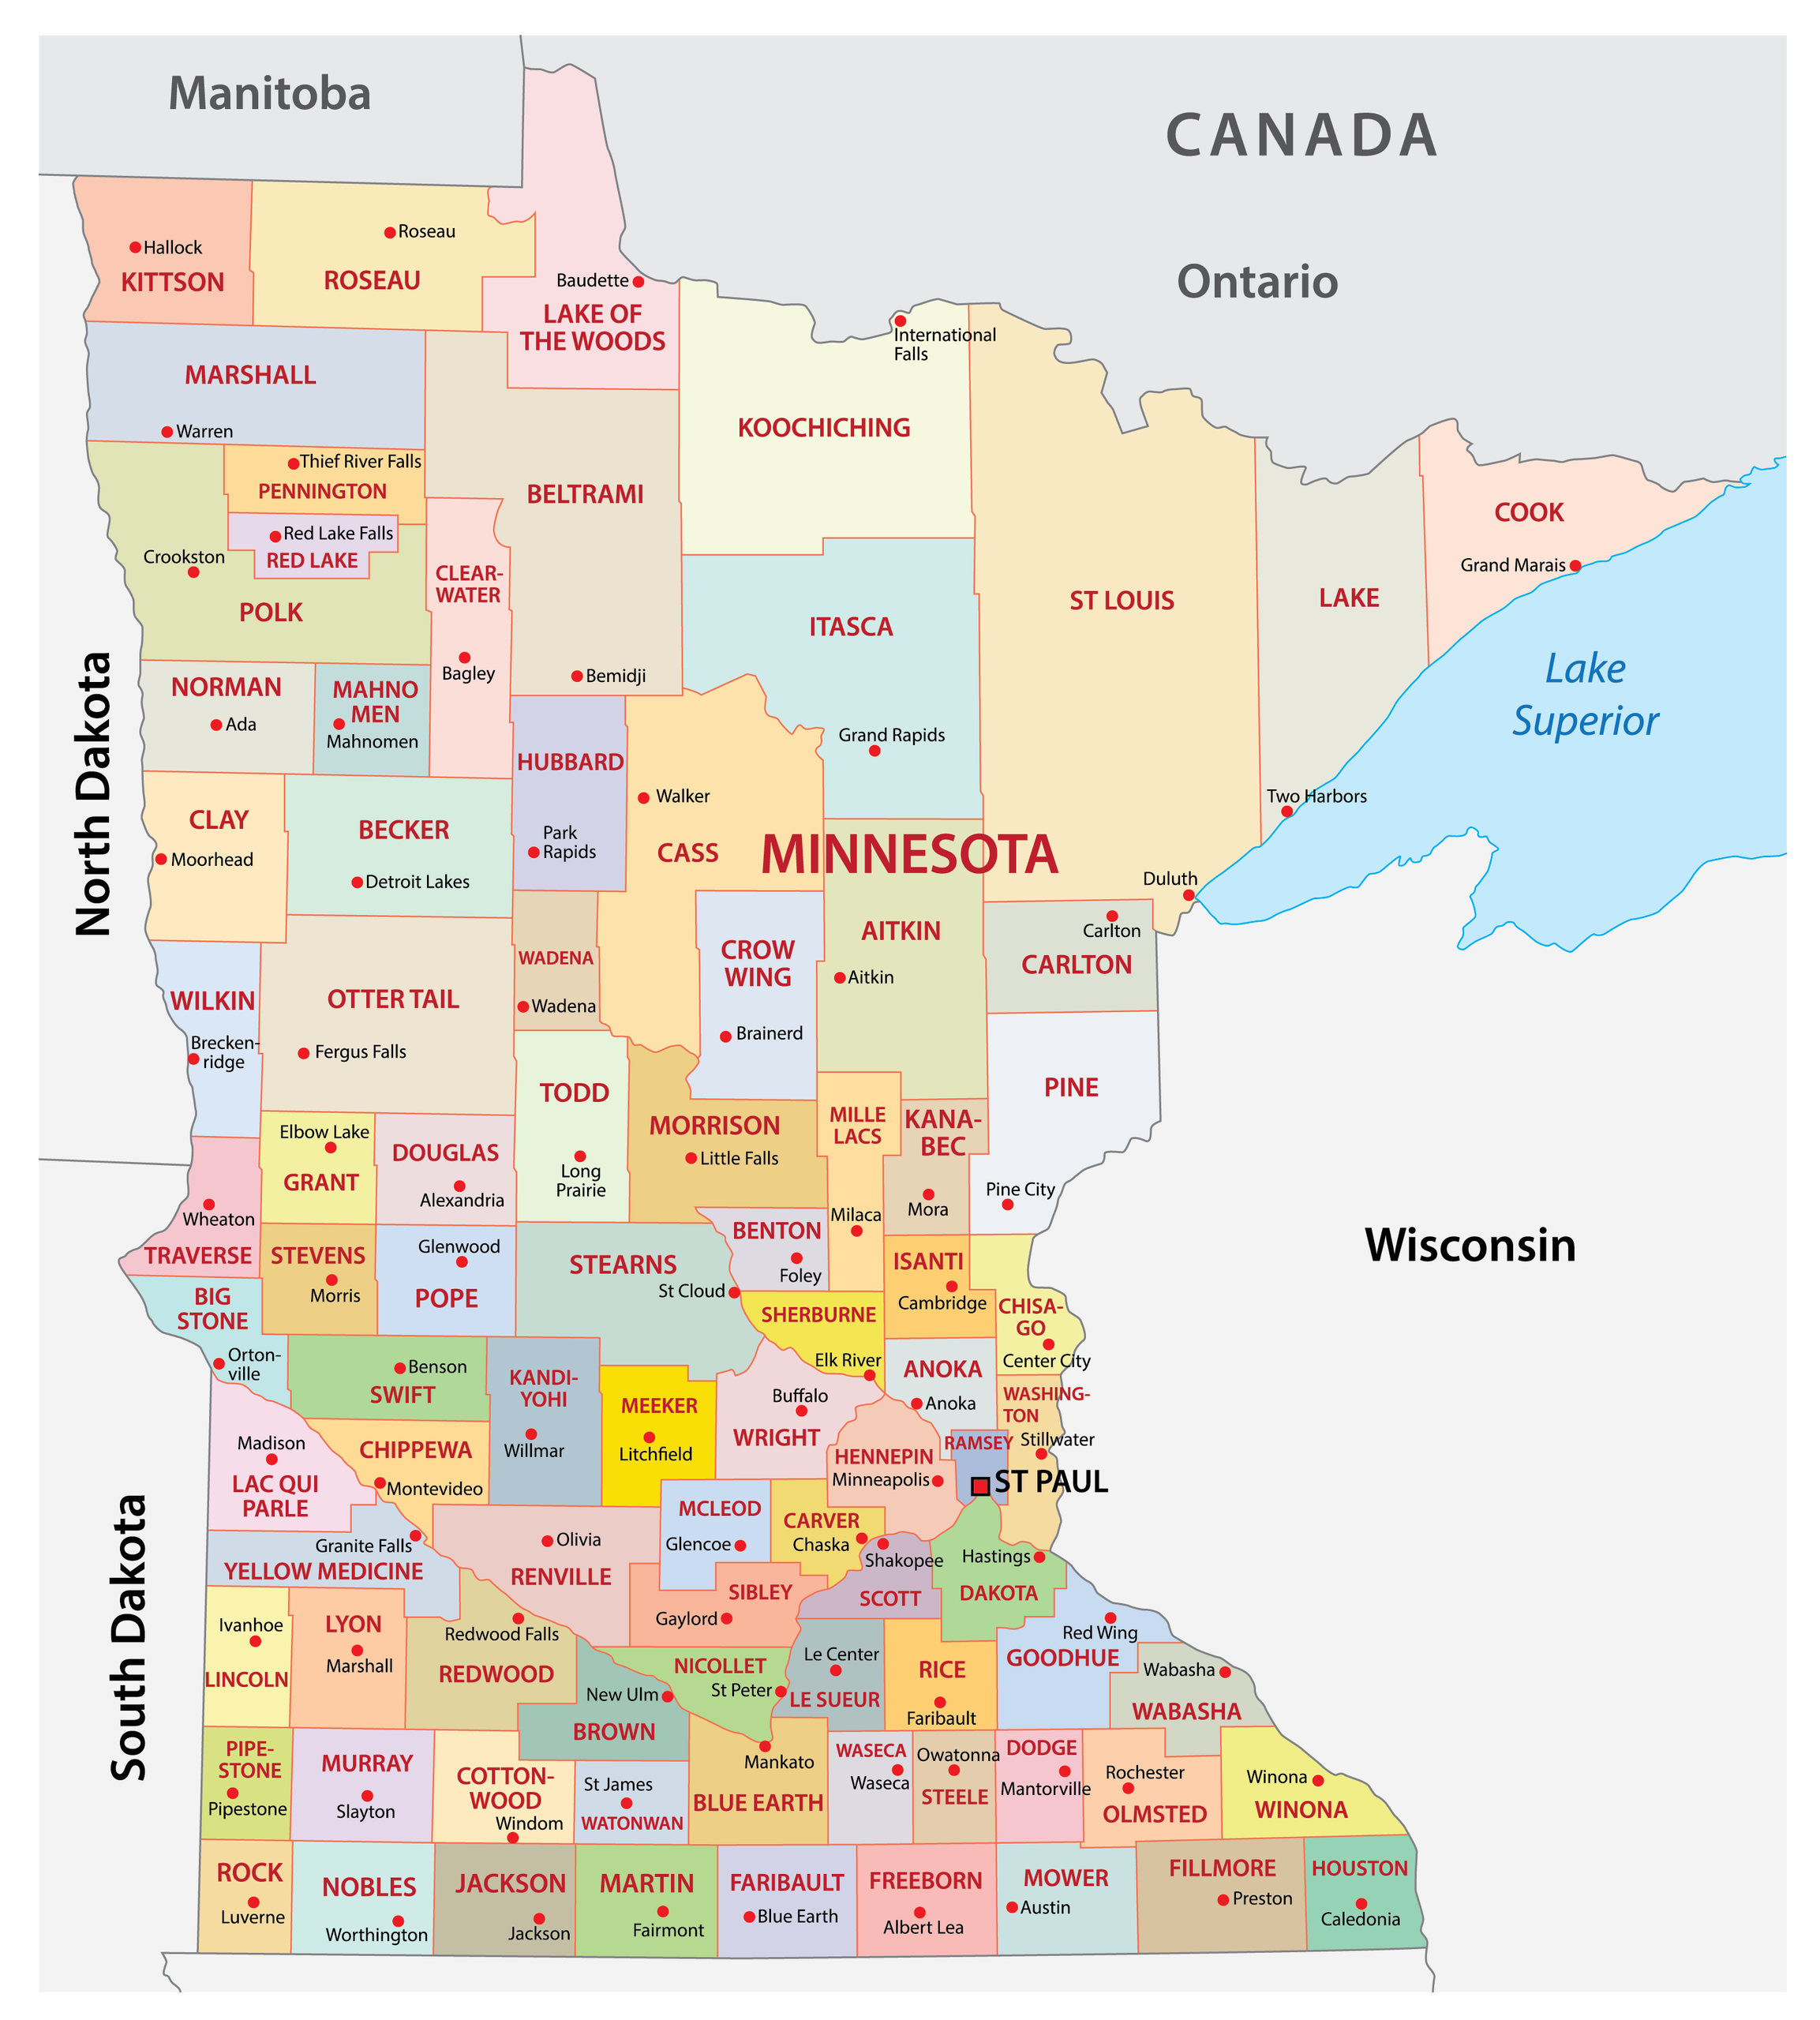 Manitoba
CANADA
Ontario
Hallock
KITTSON
Roseau
ROSEAU
Baudette
LAKE OF
THE WOODS
International
Falls
MARSHALL
Warren
KOOCHICHING
Thief River Falls
PENNINGTON
BELTRAMI
COOK
Red Lake Falls
RED LAKE
Crookston
POLK
CLEAR-
WATER
Grand Marais
ST LOUIS
LAKE
ITASCA
Bagley
Bemidji
Lake
Superior
North Dakota
NORMAN
Ada
MAHNO
MEN
Mahnomen
Grand Rapids
HUBBARD
Walker
Two Harbors
CLAY
Moorhead
BECKER
Detroit Lakes
Park
Rapids
CASS
MINNESOTA
Duluth
Carlton
CARLTON
AITKIN
Aitkin
CROW
WING
Brainerd
WADENA
Wadena
WILKIN
Brecken-
ridge
OTTER TAIL
Fergus Falls
TODD
Long
Prairie
PINE
Pine City
MORRISON
Little Falls
MILLE
LACS
Milaca
KANA-
BEC
Mora
Elbow Lake
GRANT
DOUGLAS
Alexandria
Wheaton
TRAVERSE
STEVENS
Morris
Glenwood
POPE
STEARNS
St Cloud
BENTON
Foley
ISANTI
Cambridge
Wisconsin
BIG
STONE
Orton-
ville
SHERBURNE
Elk River
CHISA-
GO
Center City
Benson
SWIFT
KANDI-
YOHI
Willmar
MEEKER
Litchfield
Buffalo
WRIGHT
ANOKA
Anoka
WASHING-
TON
Stillwater
RAMSEY
ST PAUL
HENNEPIN
Minneapolis
Madison
LAC QUI
PARLE
CHIPPEWA
Montevideo
MCLEOD
Glencoe
CARVER
Chaska
Shakopee
SCOTT
Hastings
DAKOTA
South Dakota
Granite Falls
YELLOW MEDICINE
Olivia
RENVILLE
SIBLEY
Gaylord
Ivanhoe
LINCOLN
LYON
Marshall
Redwood Falls
REDWOOD
NICOLLET
St Peter
New Ulm
BROWN
Le Center
LE SUEUR
RICE
Faribault
Red Wing
GOODHUE
Wabasha
WABASHA
PIPE-
STONE
Pipestone
MURRAY
Slayton
COTTON-
WOOD
Windom
St James
WATONWAN
Mankato
BLUE EARTH
WASECA
Waseca
Owatonna
STEELE
DODGE
Mantorville
Rochester
OLMSTED
Winona
WINONA
ROCK
Luverne
NOBLES
Worthington
JACKSON
Jackson
MARTIN
Fairmont
FARIBAULT
Blue Earth
FREEBORN
Albert Lea
MOWER
Austin
FILLMORE
Preston
HOUSTON
Caledonia